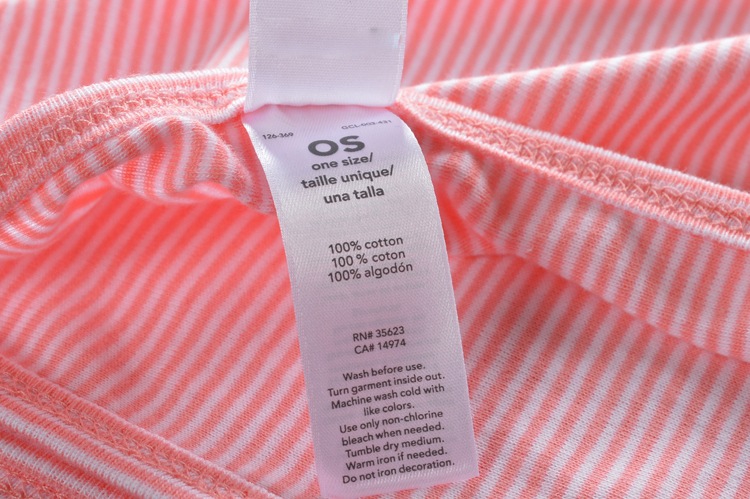 126-369 GCL-003-421
OS
one size/
taille unique/
una talla
100% cotton
100 % coton
100% algodón
RN# 35623
CA# 14974
Wash before use.
Turn garment inside out.
Machine wash cold with
like colors.
Use only non-chlorine
bleach when needed.
Tumble dry medium.
Warm iron if needed.
Do not iron decoration.